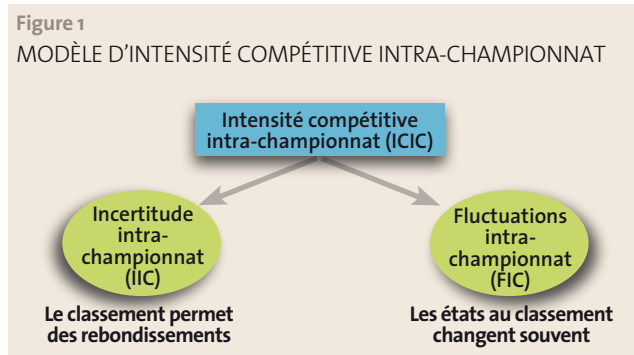 Figure 1
MODÈLE D'INTENSITÉ COMPÉTITIVE INTRA-CHAMPIONNAT
Intensité compétitive
intra-championnat (ICIC)
Incertitude
intra-
championnat
(IIC)
Le classement permet
des rebondissements
Fluctuations
intra-
championnat
(FIC)
Les états au classement
changent souvent